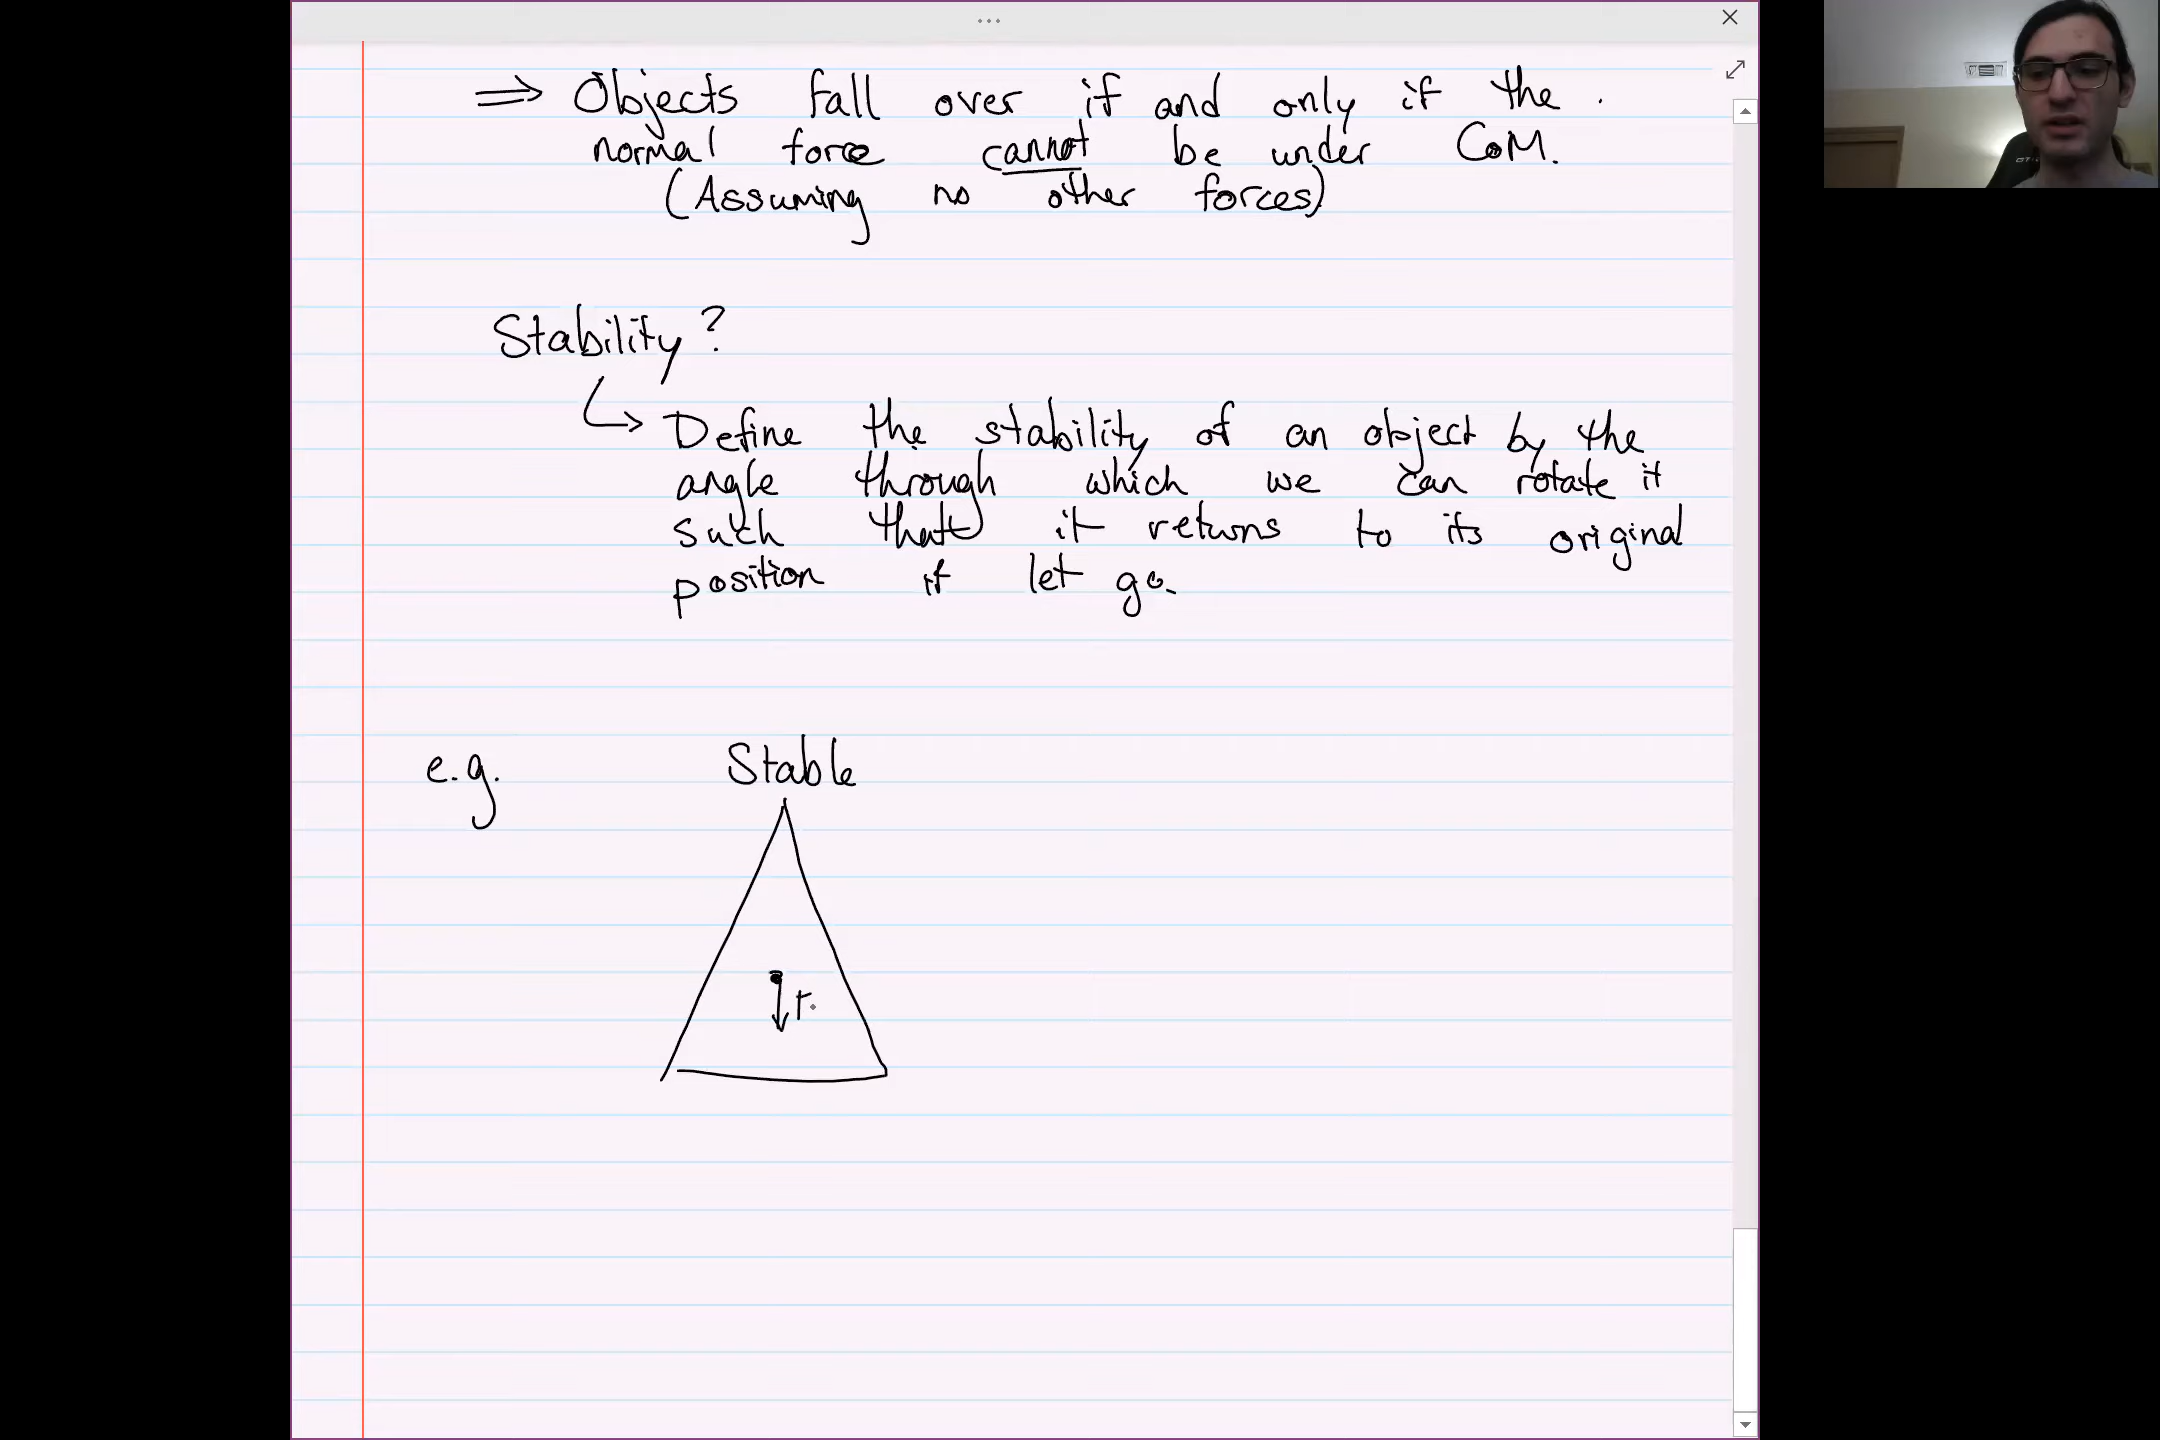 ⇒ Objects fall over if and only if the
normal force cannot be under CoM.
(Assuming no other forces)
Stability?
↳ Define the stability of an object by the
angle through which we can rotate it
such that it returns to its original
position if let go.
e.g. Stable